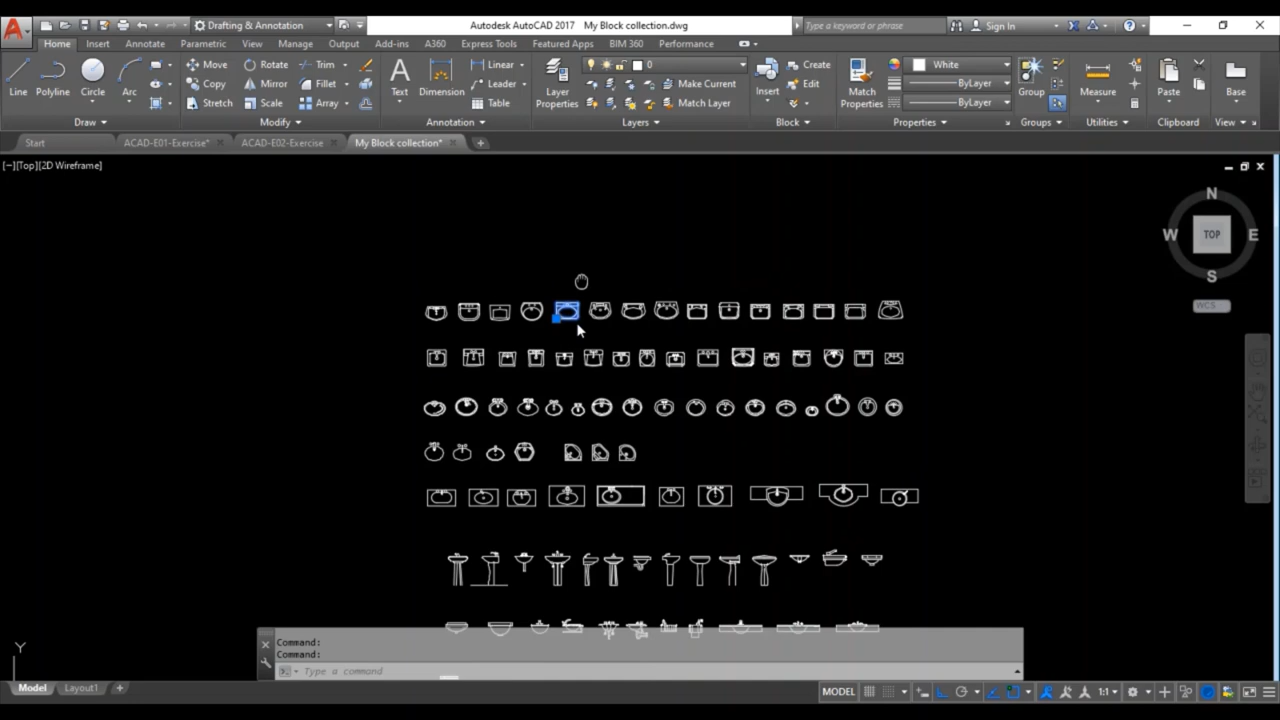 Drafting & Annotation
Autodesk AutoCAD 2017 My Block collection.dwg
Type a keyword or phrase
Sign In
Home Insert Annotate Parametric View Manage Output Add-ins A360 Express Tools Featured Apps BIM 360 Performance
Line Polyline Circle Arc
Move Rotate Trim
Copy Mirror Fillet
Stretch Scale Array
Text Dimension
Linear
Leader
Table
Layer Properties
0
Make Current
Match Layer
Insert
Create
Edit
Match Properties
White
ByLayer
ByLayer
Group
Measure
Paste
Base
Draw Modify Annotation Layers Block Properties Groups Utilities Clipboard View
Start ACAD-E01-Exercise* ACAD-E02-Exercise My Block collection*
[−][Top][2D Wireframe]
N
W TOP E
S
WCS
Y
Command:
Command:
Type a command
Model Layout1
MODEL
1:1